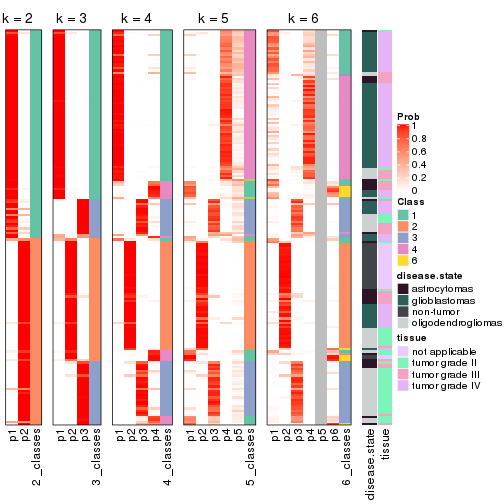 k = 2 k = 3 k = 4 k = 5 k = 6
Prob
1
0.8
0.6
0.4
0.2
0
Class
1
2
3
4
6
disease.state
astrocytomas
glioblastomas
non-tumor
oligodendrogliomas
tissue
not applicable
tumor grade II
tumor grade III
tumor grade IV
p1 p2 2_classes p1 p2 p3 3_classes p1 p2 p3 p4 4_classes p1 p2 p3 p4 p5 5_classes p1 p2 p3 p4 p5 p6 6_classes disease.state tissue